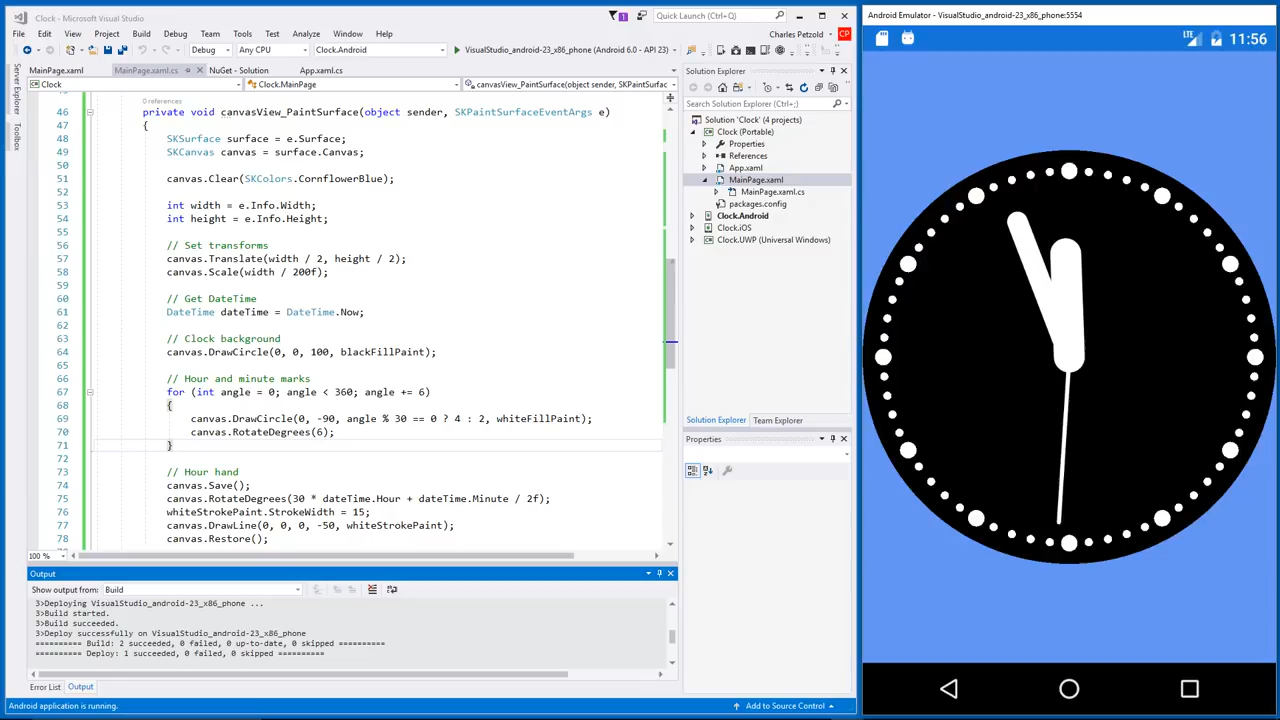 Clock - Microsoft Visual Studio
1
Quick Launch (Ctrl+Q)
File Edit View Project Build Debug Team Tools Test Analyze Window Help
Charles Petzold CP
Debug Any CPU Clock.Android VisualStudio_android-23_x86_phone (Android 6.0 - API 23)
Server Explorer
Toolbox
MainPage.xaml MainPage.xaml.cs NuGet - Solution App.xaml.cs
Clock Clock.MainPage canvasView_PaintSurface(object sender, SKPaintSurfac
0 references
46 private void canvasView_PaintSurface(object sender, SKPaintSurfaceEventArgs e)
47 {
48 SKSurface surface = e.Surface;
49 SKCanvas canvas = surface.Canvas;
50
51 canvas.Clear(SKColors.CornflowerBlue);
52
53 int width = e.Info.Width;
54 int height = e.Info.Height;
55
56 // Set transforms
57 canvas.Translate(width / 2, height / 2);
58 canvas.Scale(width / 200f);
59
60 // Get DateTime
61 DateTime dateTime = DateTime.Now;
62
63 // Clock background
64 canvas.DrawCircle(0, 0, 100, blackFillPaint);
65
66 // Hour and minute marks
67 for (int angle = 0; angle < 360; angle += 6)
68 {
69 canvas.DrawCircle(0, -90, angle % 30 == 0 ? 4 : 2, whiteFillPaint);
70 canvas.RotateDegrees(6);
71 }
72
73 // Hour hand
74 canvas.Save();
75 canvas.RotateDegrees(30 * dateTime.Hour + dateTime.Minute / 2f);
76 whiteStrokePaint.StrokeWidth = 15;
77 canvas.DrawLine(0, 0, 0, -50, whiteStrokePaint);
78 canvas.Restore();
100 %
Output
Show output from: Build
3>Deploying VisualStudio_android-23_x86_phone ...
3>Build started.
3>Build succeeded.
3>Deploy successfully on VisualStudio_android-23_x86_phone
========== Build: 2 succeeded, 0 failed, 0 up-to-date, 0 skipped ==========
========== Deploy: 1 succeeded, 0 failed, 0 skipped ==========
Error List Output
Android application is running.
Add to Source Control
Solution Explorer
Search Solution Explorer (Ctrl+;)
Solution 'Clock' (4 projects)
Clock (Portable)
Properties
References
App.xaml
MainPage.xaml
MainPage.xaml.cs
packages.config
Clock.Android
Clock.iOS
Clock.UWP (Universal Windows)
Solution Explorer Team Explorer
Properties
Android Emulator - VisualStudio_android-23_x86_phone:5554
LTE 11:56